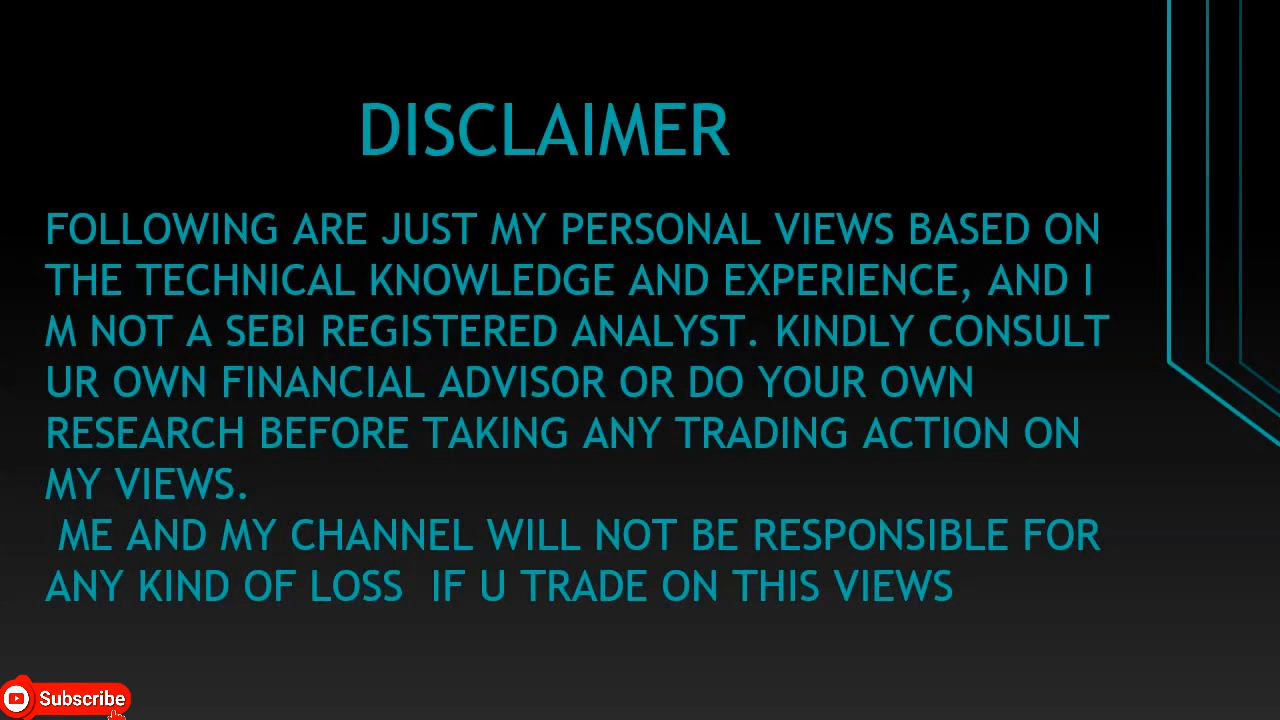 DISCLAIMER
FOLLOWING ARE JUST MY PERSONAL VIEWS BASED ON
THE TECHNICAL KNOWLEDGE AND EXPERIENCE, AND I
M NOT A SEBI REGISTERED ANALYST. KINDLY CONSULT
UR OWN FINANCIAL ADVISOR OR DO YOUR OWN
RESEARCH BEFORE TAKING ANY TRADING ACTION ON
MY VIEWS.
ME AND MY CHANNEL WILL NOT BE RESPONSIBLE FOR
ANY KIND OF LOSS  IF U TRADE ON THIS VIEWS
Subscribe